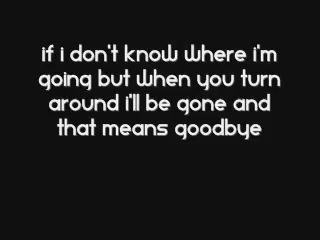 if i don't know where i'm
going but when you turn
around i'll be gone and
that means goodbye